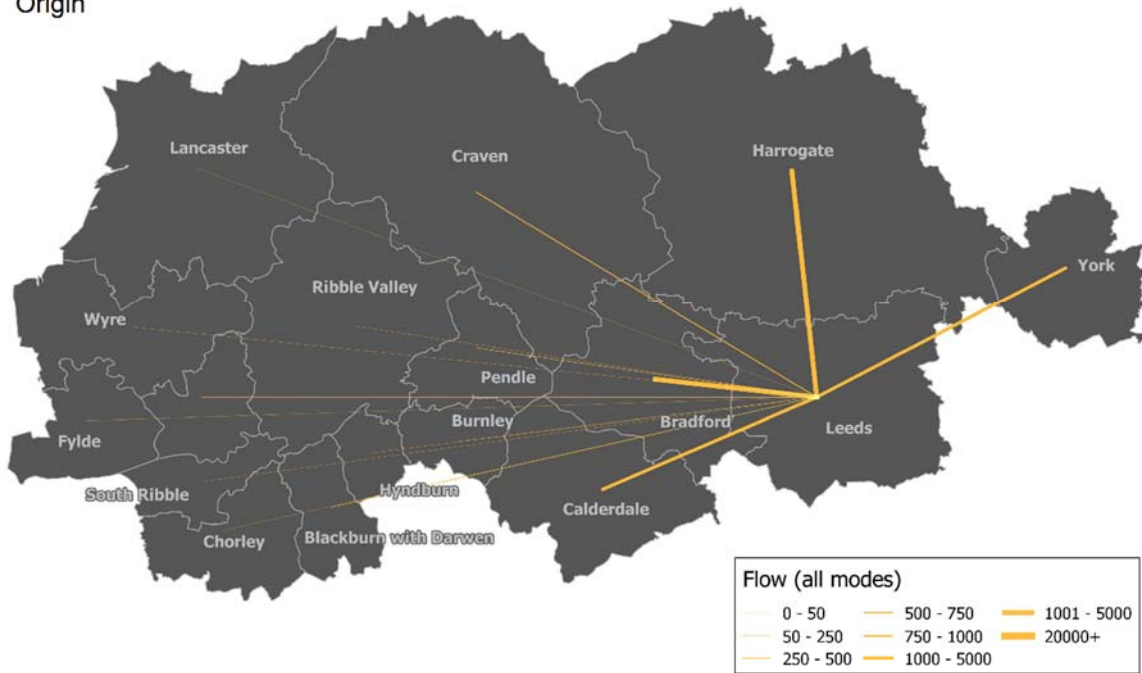 Origin
Lancaster
Craven
Harrogate
York
Ribble Valley
Wyre
Pendle
Burnley
Bradford
Leeds
Fylde
South Ribble
Hyndburn
Calderdale
Chorley
Blackburn with Darwen
Flow (all modes)
0 - 50
500 - 750
1001 - 5000
50 - 250
750 - 1000
20000+
250 - 500
1000 - 5000